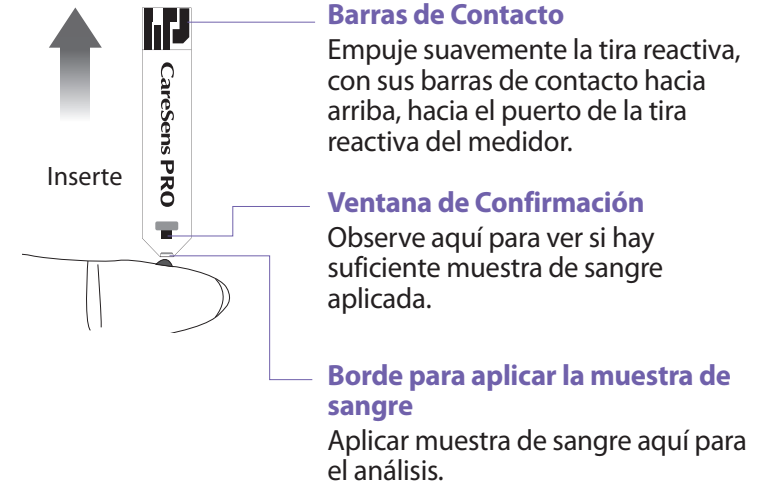 Barras de Contacto
Empuje suavemente la tira reactiva,
con sus barras de contacto hacia
arriba, hacia el puerto de la tira
reactiva del medidor.
CareSens PRO
Inserte
Ventana de Confirmación
Observe aquí para ver si hay
suficiente muestra de sangre
aplicada.
Borde para aplicar la muestra de
sangre
Aplicar muestra de sangre aquí para
el análisis.